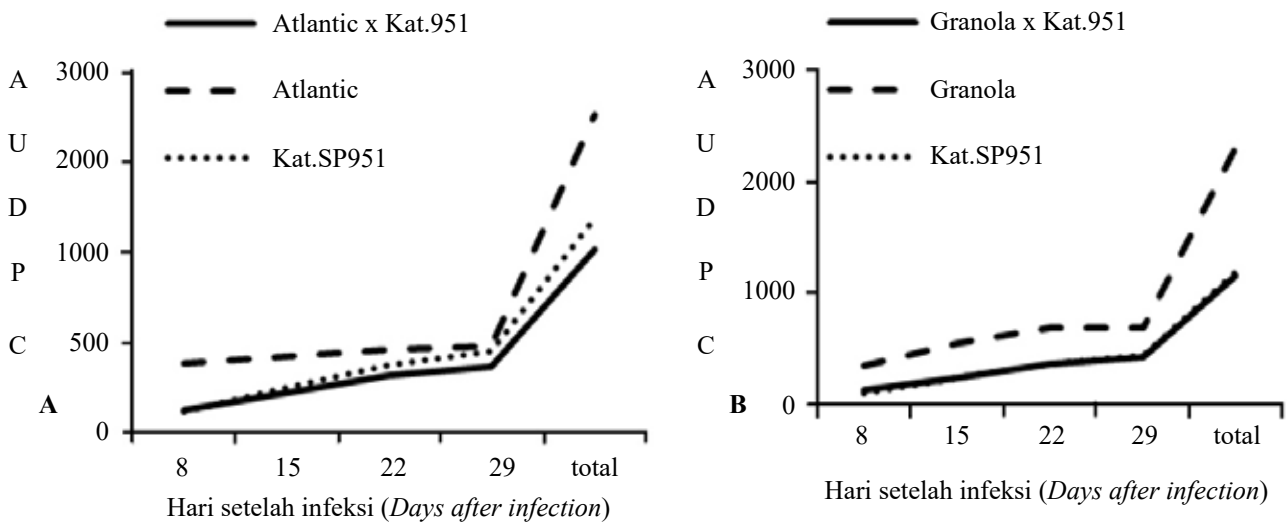 Atlantic x Kat.951
Atlantic
Kat.SP951
A
U
D
P
C
3000
2000
1000
500
0
A
8 15 22 29 total
Hari setelah infeksi (Days after infection)
Granola x Kat.951
Granola
Kat.SP951
A
U
D
P
C
3000
2000
1000
0
B
8 15 22 29 total
Hari setelah infeksi (Days after infection)